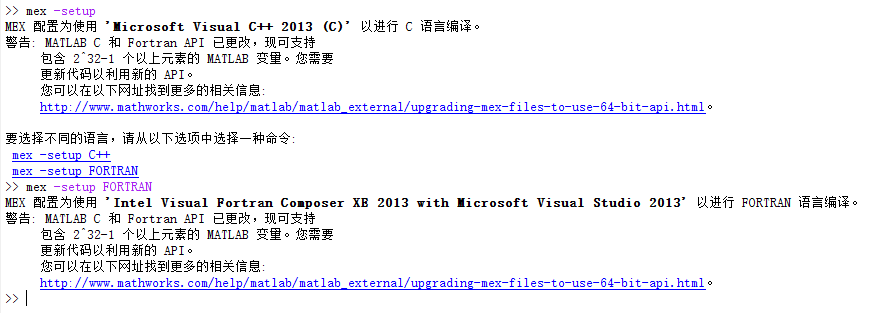 >> mex -setup
MEX 配置为使用 'Microsoft Visual C++ 2013 (C)' 以进行 C 语言编译。
警告: MATLAB C 和 Fortran API 已更改，现可支持
包含 2^32-1 个以上元素的 MATLAB 变量。您需要
更新代码以利用新的 API。
您可以在以下网址找到更多的相关信息:
http://www.mathworks.com/help/matlab/matlab_external/upgrading-mex-files-to-use-64-bit-api.html。
要选择不同的语言，请从以下选项中选择一种命令:
mex -setup C++
mex -setup FORTRAN
>> mex -setup FORTRAN
MEX 配置为使用 'Intel Visual Fortran Composer XE 2013 with Microsoft Visual Studio 2013' 以进行 FORTRAN 语言编译。
警告: MATLAB C 和 Fortran API 已更改，现可支持
包含 2^32-1 个以上元素的 MATLAB 变量。您需要
更新代码以利用新的 API。
您可以在以下网址找到更多的相关信息:
http://www.mathworks.com/help/matlab/matlab_external/upgrading-mex-files-to-use-64-bit-api.html。
>>